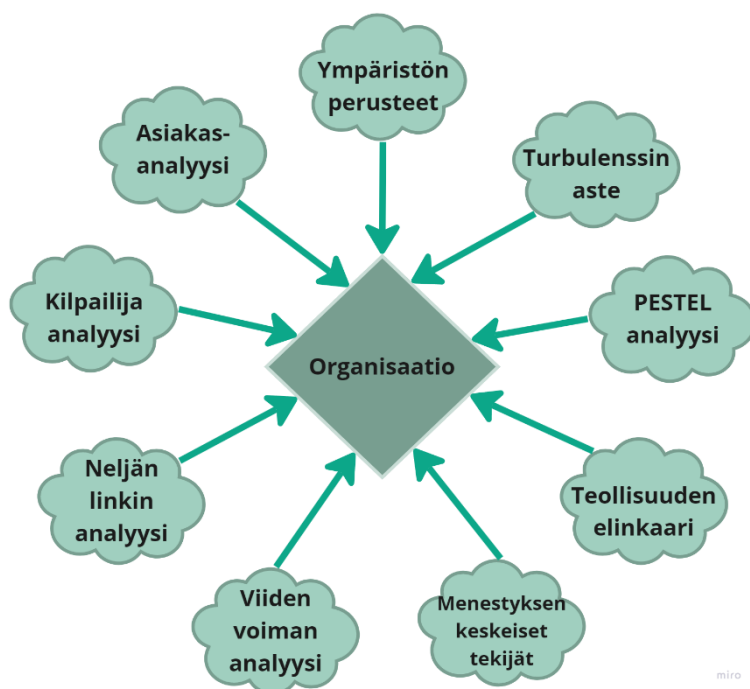 Ympäristön
perusteet
Asiakas-
analyysi
Turbulenssin
aste
Kilpailija
analyysi
PESTEL
analyysi
Organisaatio
Neljän
linkin
analyysi
Teollisuuden
elinkaari
Viiden
voiman
analyysi
Menestyksen
keskeiset
tekijät
miro